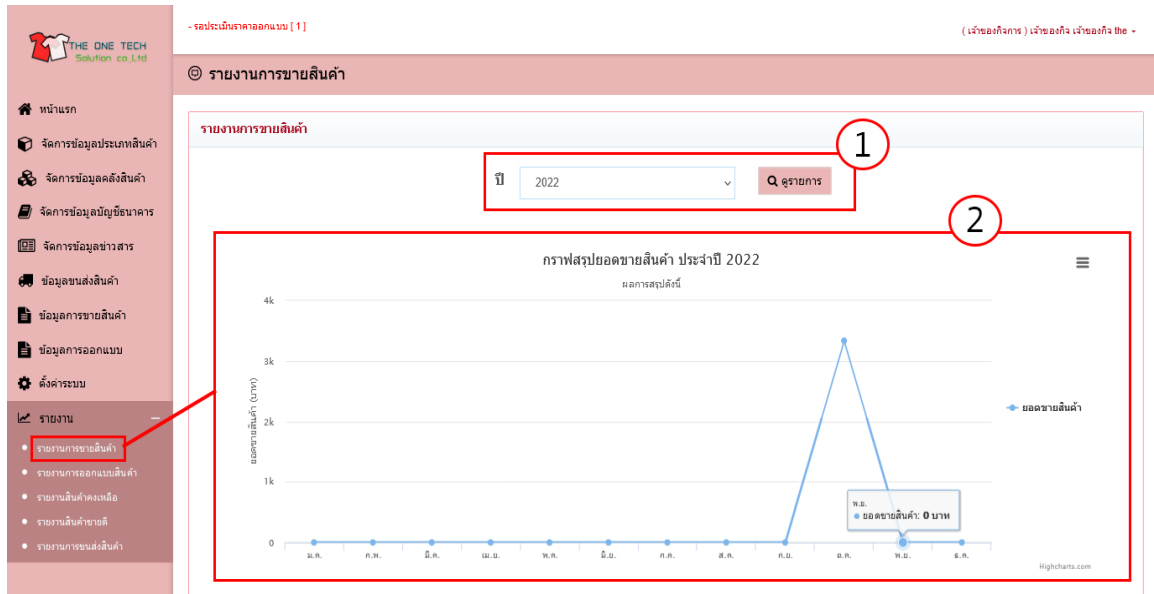 THE ONE TECH
Solution co,Ltd
- รอประเมินราคาออกแบบ [ 1 ]
( เจ้าของกิจการ ) เจ้าของกิจ เจ้าของกิจ the
รายงานการขายสินค้า
หน้าแรก
จัดการข้อมูลประเภทสินค้า
จัดการข้อมูลคลังสินค้า
จัดการข้อมูลบัญชีธนาคาร
จัดการข้อมูลข่าวสาร
ข้อมูลขนส่งสินค้า
ข้อมูลการขายสินค้า
ข้อมูลการออกแบบ
ตั้งค่าระบบ
รายงาน
รายงานการขายสินค้า
รายงานการออกแบบสินค้า
รายงานสินค้าคงเหลือ
รายงานสินค้าขายดี
รายงานการขนส่งสินค้า
รายงานการขายสินค้า
1
ปี 2022 ดูรายการ
2
กราฟสรุปยอดขายสินค้า ประจำปี 2022
ผลการสรุปดังนี้
ยอดขายสินค้า (บาท)
4k
3k
2k
1k
0
ยอดขายสินค้า
พ.ย.
ยอดขายสินค้า: 0 บาท
ม.ค. ก.พ. มี.ค. เม.ย. พ.ค. มิ.ย. ก.ค. ส.ค. ก.ย. ต.ค. พ.ย. ธ.ค.
Highcharts.com